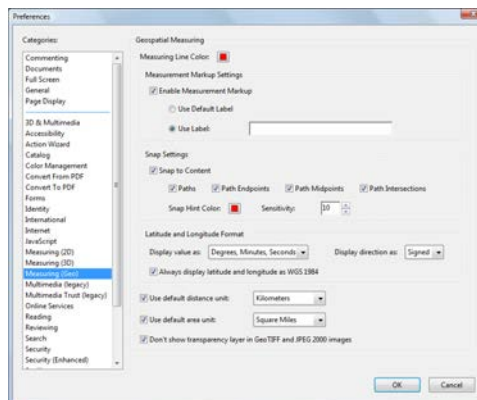 Preferences
Categories:
Commenting
Documents
Full Screen
General
Page Display
3D & Multimedia
Accessibility
Action Wizard
Catalog
Color Management
Convert From PDF
Convert To PDF
Forms
Identity
International
Internet
JavaScript
Measuring (2D)
Measuring (3D)
Measuring (Geo)
Multimedia (legacy)
Multimedia Trust (legacy)
Online Services
Reading
Reviewing
Search
Security
Security (Enhanced)
Geospatial Measuring
Measuring Line Color:
Measurement Markup Settings
Enable Measurement Markup
Use Default Label
Use Label:
Snap Settings
Snap to Content
Paths Path Endpoints Path Midpoints Path Intersections
Snap Hint Color: Sensitivity: 10
Latitude and Longitude Format
Display value as: Degrees, Minutes, Seconds Display direction as: Signed
Always display latitude and longitude as WGS 1984
Use default distance unit: Kilometers
Use default area unit: Square Miles
Don't show transparency layer in GeoTIFF and JPEG 2000 images
OK Cancel